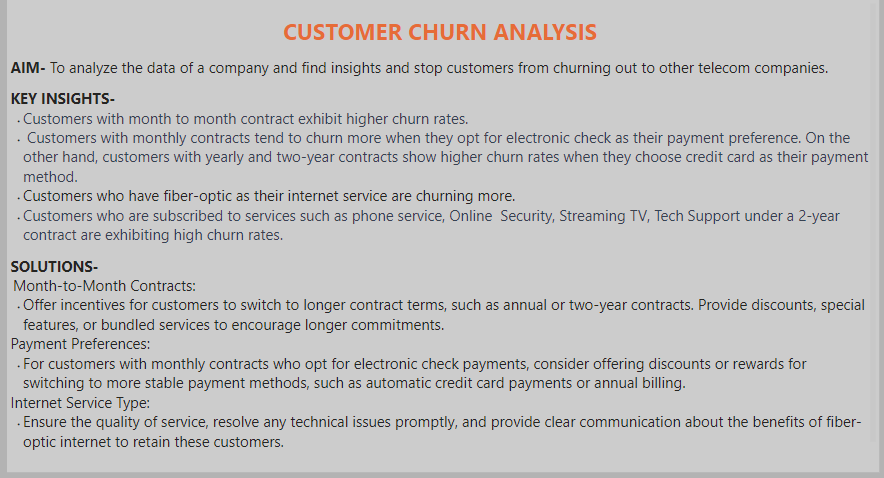 CUSTOMER CHURN ANALYSIS
AIM- To analyze the data of a company and find insights and stop customers from churning out to other telecom companies.
KEY INSIGHTS-
· Customers with month to month contract exhibit higher churn rates.
· Customers with monthly contracts tend to churn more when they opt for electronic check as their payment preference. On the
other hand, customers with yearly and two-year contracts show higher churn rates when they choose credit card as their payment
method.
· Customers who have fiber-optic as their internet service are churning more.
· Customers who are subscribed to services such as phone service, Online  Security, Streaming TV, Tech Support under a 2-year
contract are exhibiting high churn rates.
SOLUTIONS-
Month-to-Month Contracts:
· Offer incentives for customers to switch to longer contract terms, such as annual or two-year contracts. Provide discounts, special
features, or bundled services to encourage longer commitments.
Payment Preferences:
· For customers with monthly contracts who opt for electronic check payments, consider offering discounts or rewards for
switching to more stable payment methods, such as automatic credit card payments or annual billing.
Internet Service Type:
· Ensure the quality of service, resolve any technical issues promptly, and provide clear communication about the benefits of fiber-
optic internet to retain these customers.